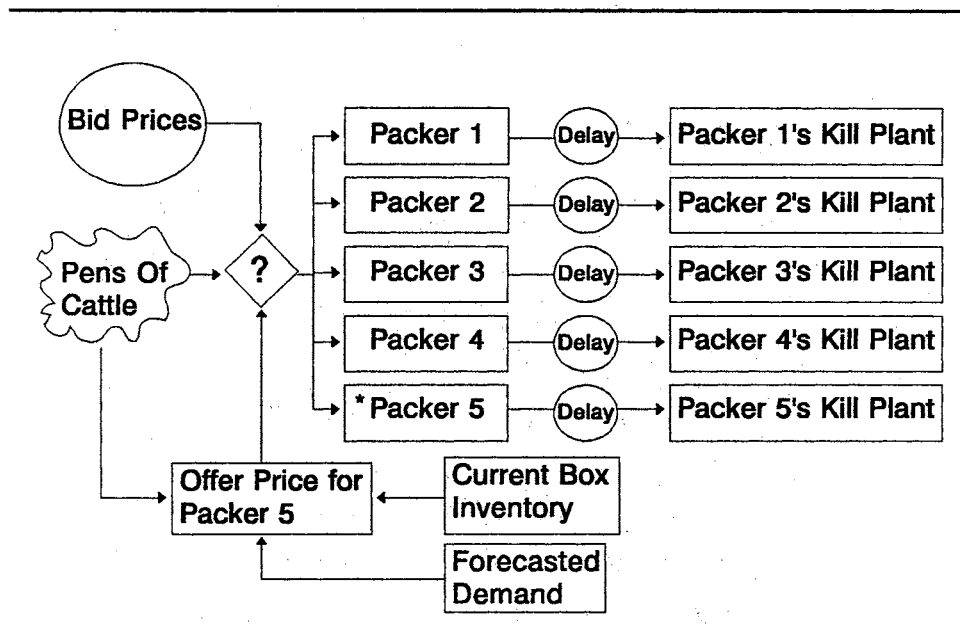 Bid Prices
Packer 1
Delay
Packer 1's Kill Plant
Packer 2
Delay
Packer 2's Kill Plant
Pens Of
Cattle
?
Packer 3
Delay
Packer 3's Kill Plant
Packer 4
Delay
Packer 4's Kill Plant
*Packer 5
Delay
Packer 5's Kill Plant
Offer Price for
Packer 5
Current Box
Inventory
Forecasted
Demand